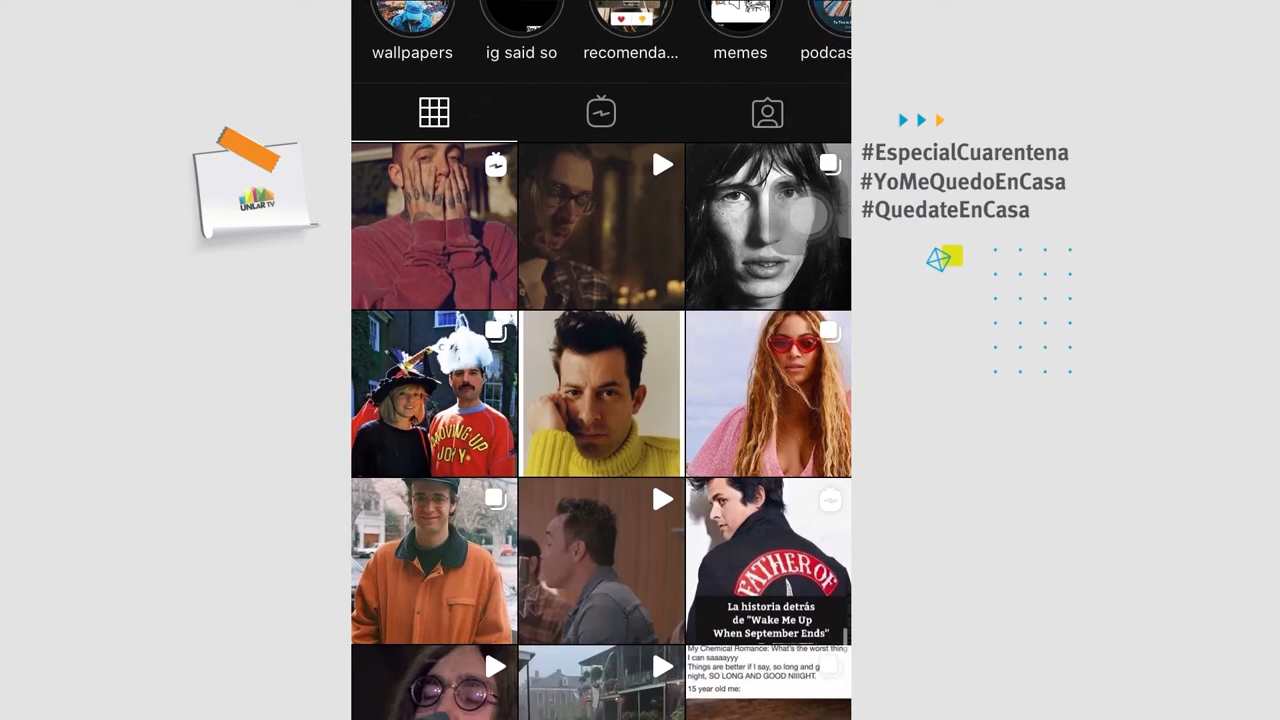 wallpapers
ig said so
recomenda...
memes
podcas
#EspecialCuarentena
#YoMeQuedoEnCasa
#QuedateEnCasa
UNLAR TV
MOVING UP
FATHER OF
La historia detrás
de "Wake Me Up
When September Ends"
My Chemical Romance: What's the worst thing
I can saaaayyy
Things are better if I say, so long and g
night, SO LONG AND GOOD NIIIGHT.
15 year old me: